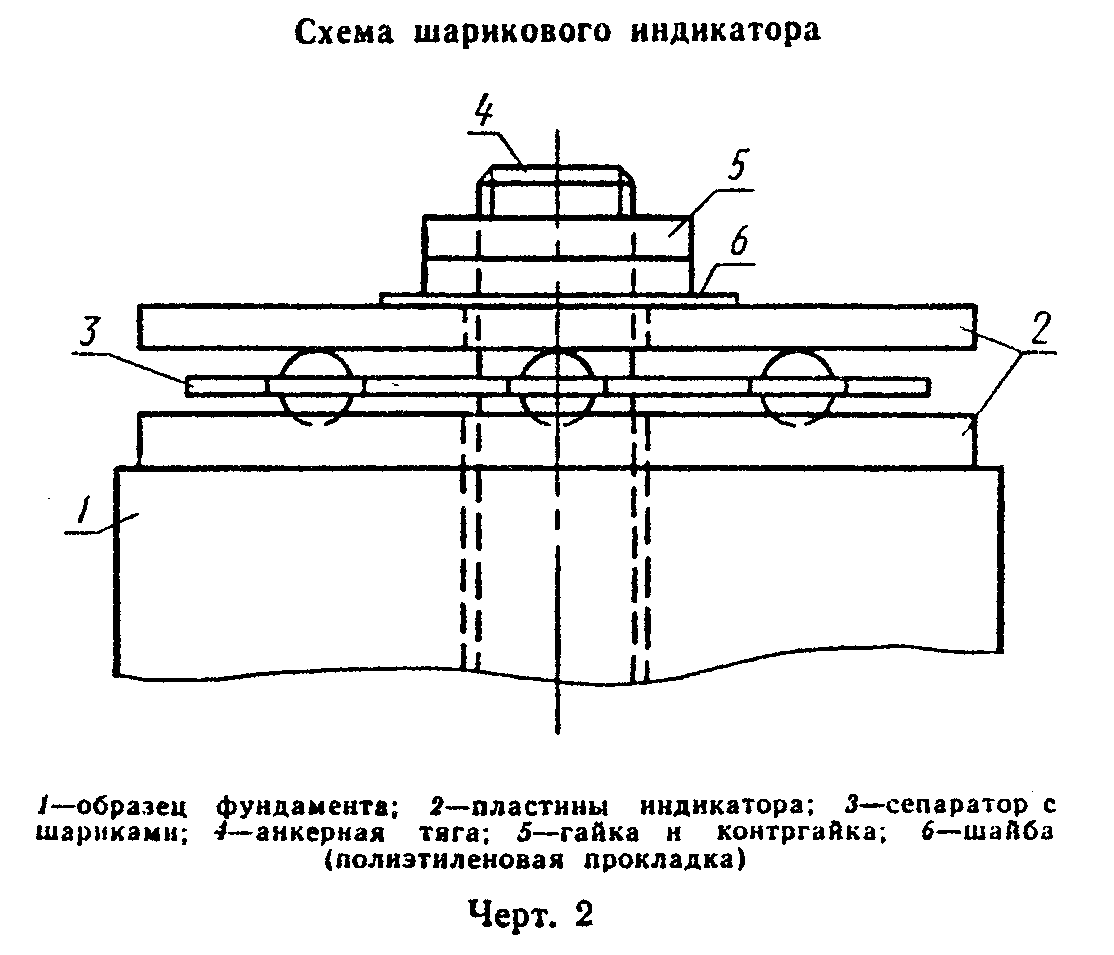 Схема шарикового индикатора
4
5
6
3
2
1
1—образец фундамента; 2—пластины индикатора; 3—сепаратор с
шариками; 4—анкерная тяга; 5—гайка и контргайка; 6—шайба
(полиэтиленовая прокладка)
Черт. 2